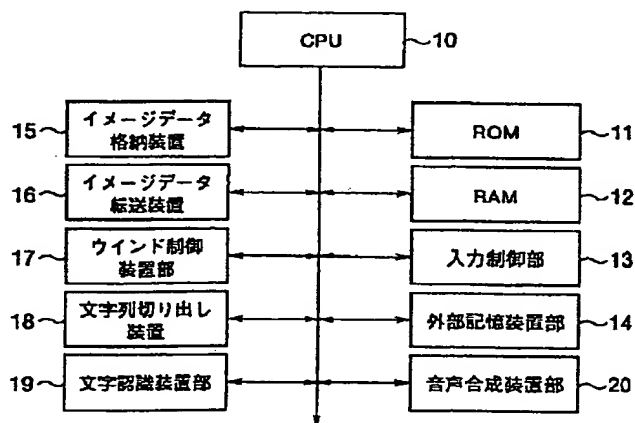 CPU 10
15 イメージデータ
格納装置
ROM 11
16 イメージデータ
転送装置
RAM 12
17 ウインド制御
装置部
入力制御部 13
18 文字列切り出し
装置
外部記憶装置部 14
19 文字認識装置部
音声合成装置部 20